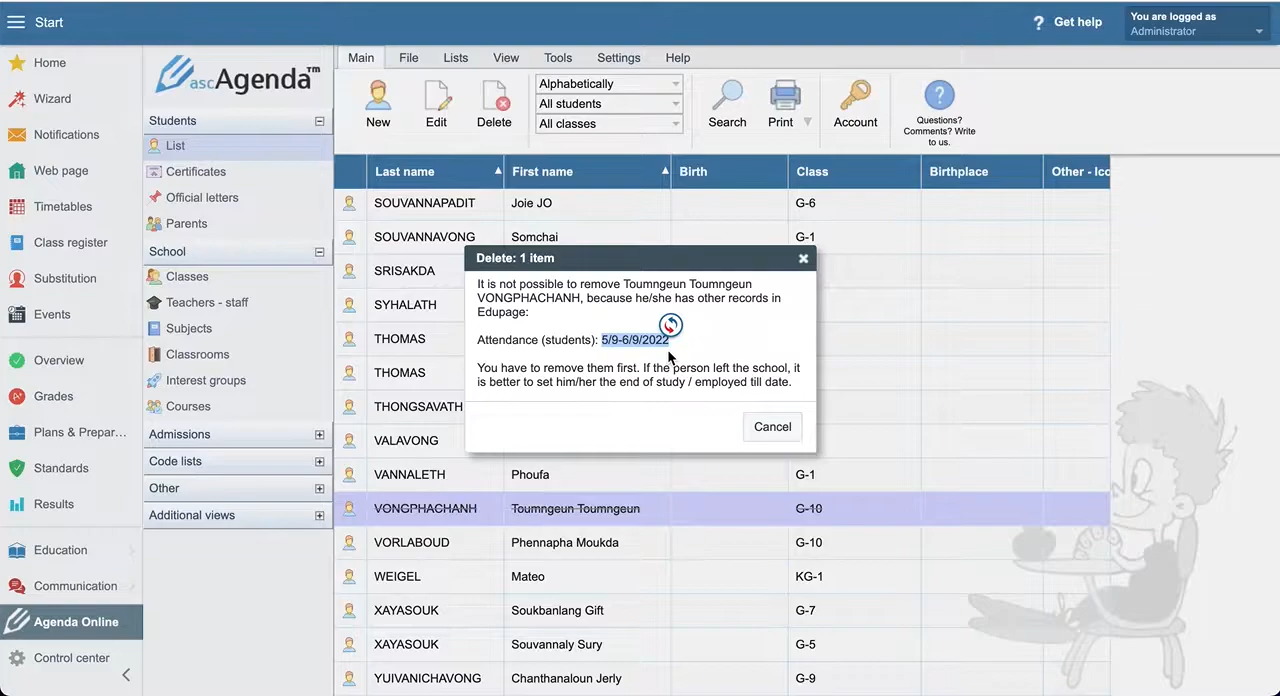 Start
Get help
You are logged as
Administrator
Home
Wizard
Notifications
Web page
Timetables
Class register
Substitution
Events
Overview
Grades
Plans & Prepar...
Standards
Results
Education
Communication
Agenda Online
Control center
ascAgenda™
Students
List
Certificates
Official letters
Parents
School
Classes
Teachers - staff
Subjects
Classrooms
Interest groups
Courses
Admissions
Code lists
Other
Additional views
Main File Lists View Tools Settings Help
New
Edit
Delete
Alphabetically
All students
All classes
Search
Print
Account
Questions?
Comments? Write
to us.
Last name First name Birth Class Birthplace Other - Ico
SOUVANNAPADIT Joie JO G-6
SOUVANNAVONG Somchai G-1
SRISAKDA
SYHALATH
THOMAS
THOMAS
THONGSAVATH
VALAVONG
VANNALETH Phoufa G-1
VONGPHACHANH Toumngeun Toumngeun G-10
VORLABOUD Phennapha Moukda G-10
WEIGEL Mateo KG-1
XAYASOUK Soukbanlang Gift G-7
XAYASOUK Souvannaly Sury G-5
YUIVANICHAVONG Chanthanaloun Jerly G-9
Delete: 1 item
It is not possible to remove Toumngeun Toumngeun
VONGPHACHANH, because he/she has other records in
Edupage:
Attendance (students): 5/9-6/9/2022
You have to remove them first. If the person left the school, it
is better to set him/her the end of study / employed till date.
Cancel